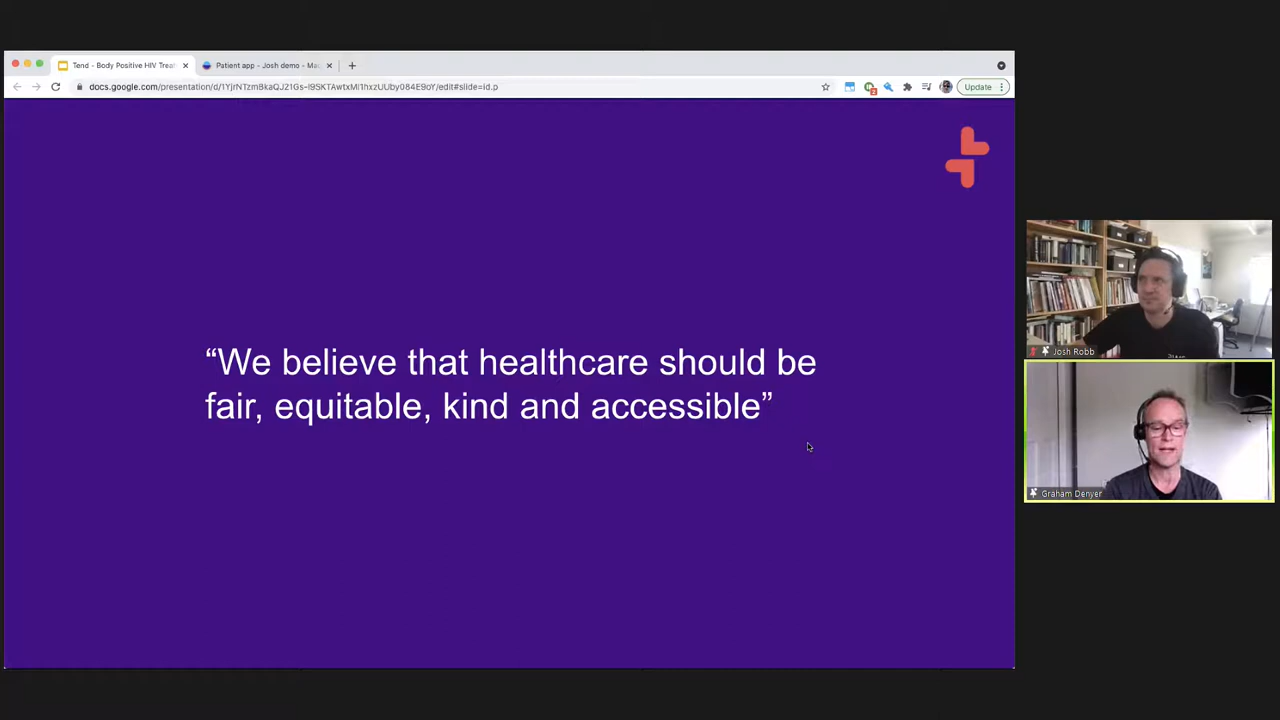 Tend - Body Positive HIV Trea
Patient app - Josh demo - Ma
docs.google.com/presentation/d/
Update
2
“We believe that healthcare should be
fair, equitable, kind and accessible”
Josh Robb
Graham Denyer